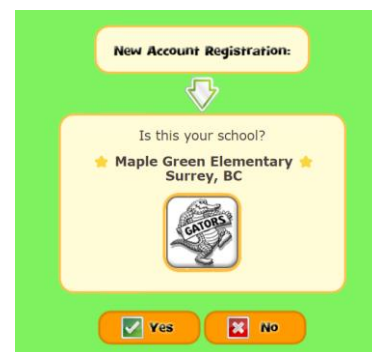 New Account Registration:
Is this your school?
Maple Green Elementary
Surrey, BC
GATORS
Yes
No